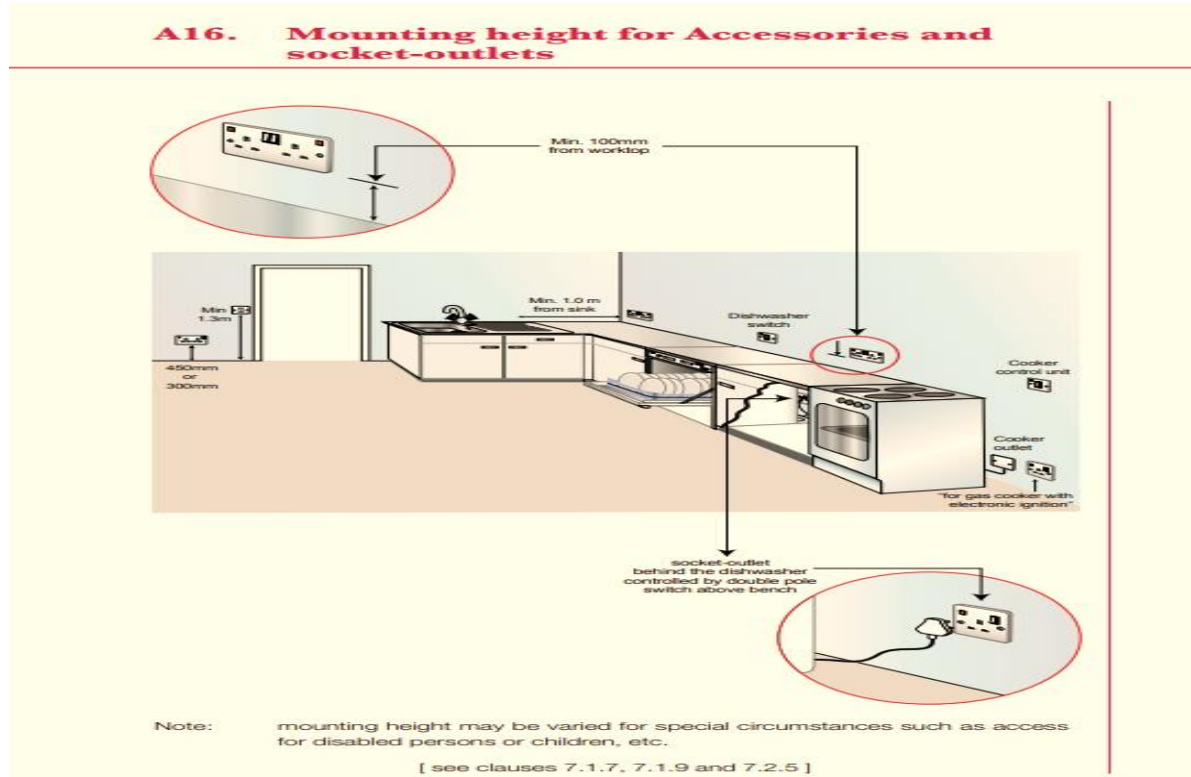 A16. Mounting height for Accessories and
socket-outlets
Min. 100mm
from worktop
Min
1.3m
450mm
or
300mm
Min. 1.0 m
from sink
Dishwasher
switch
Cooker
control unit
Cooker
outlet
"for gas cooker with
electronic ignition"
socket-outlet
behind the dishwasher
controlled by double pole
switch above bench
Note: mounting height may be varied for special circumstances such as access
for disabled persons or children, etc.
[ see clauses 7.1.7, 7.1.9 and 7.2.5 ]